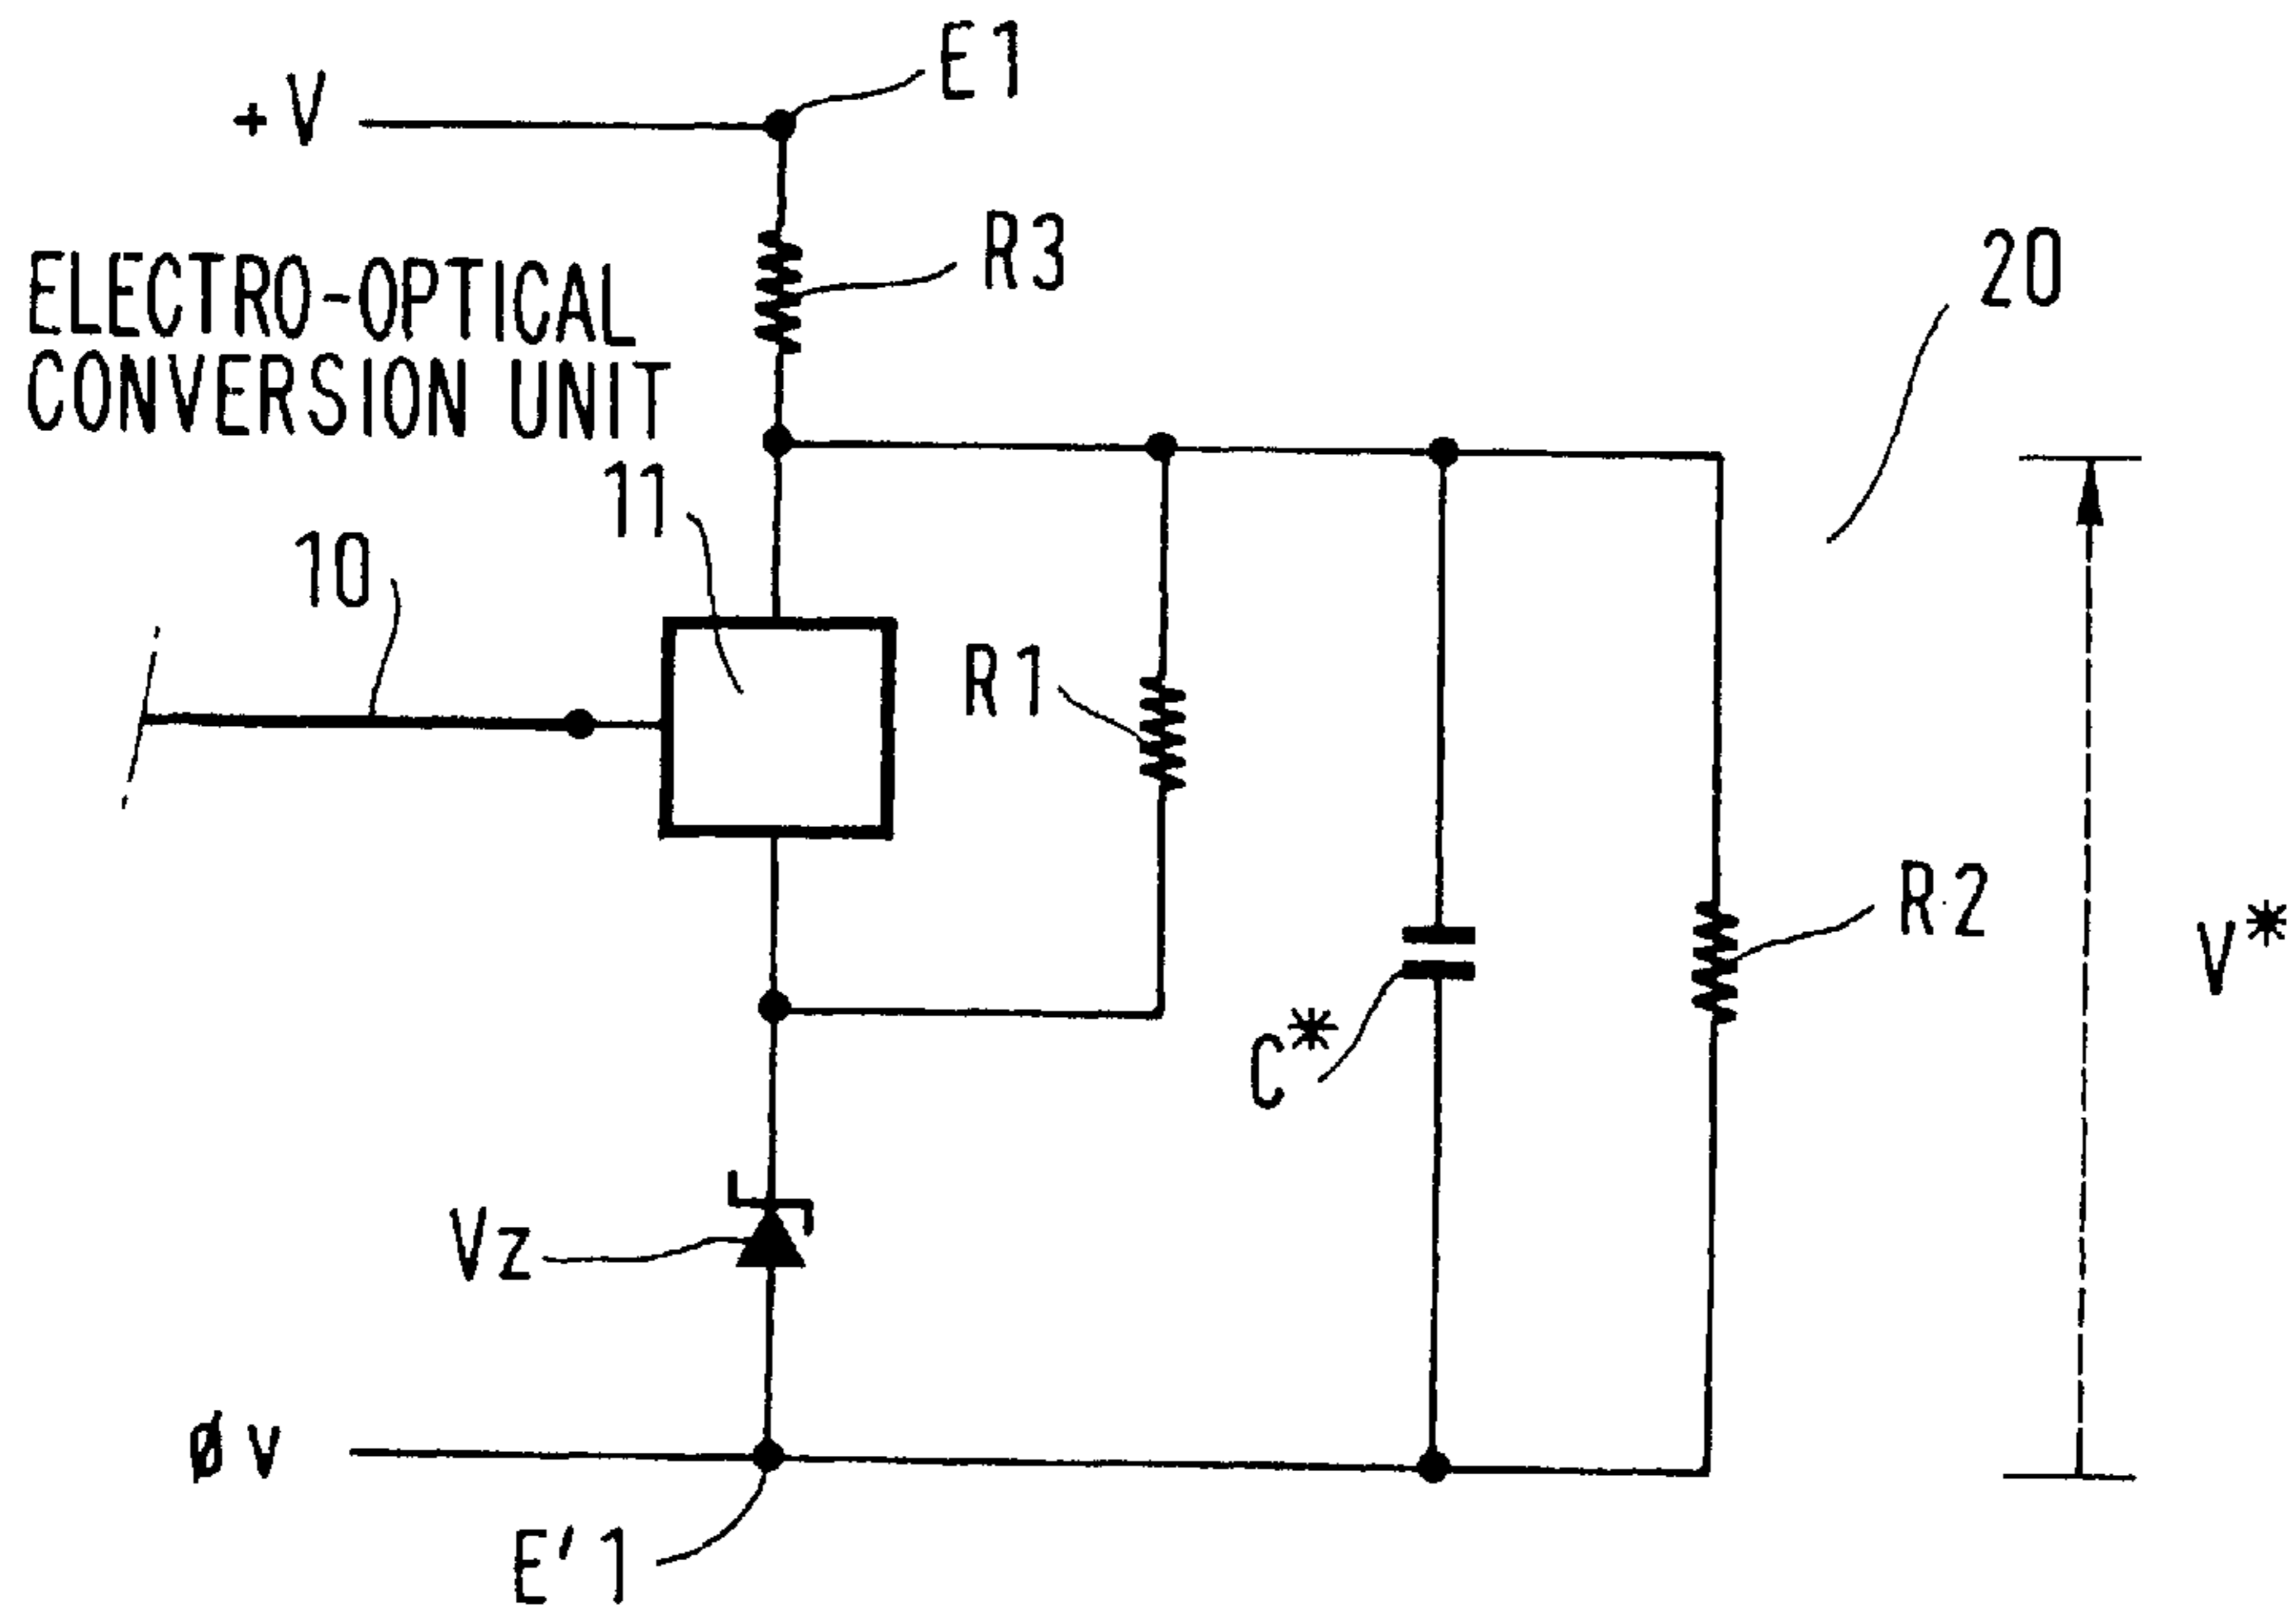 E1
+V
R3
20
ELECTRO-OPTICAL
CONVERSION UNIT
11
10
R1
R2
V*
C*
Vz
Øv
E'1